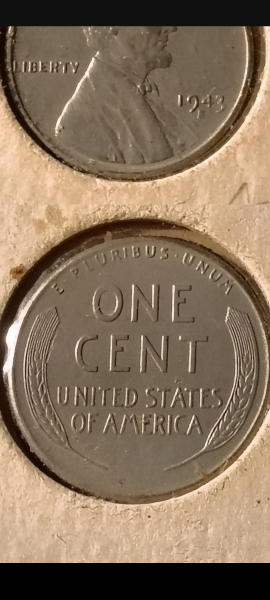 LIBERTY
1943
E·PLURIBUS·UNUM
ONE
CENT
UNITED STATES
OF AMERICA